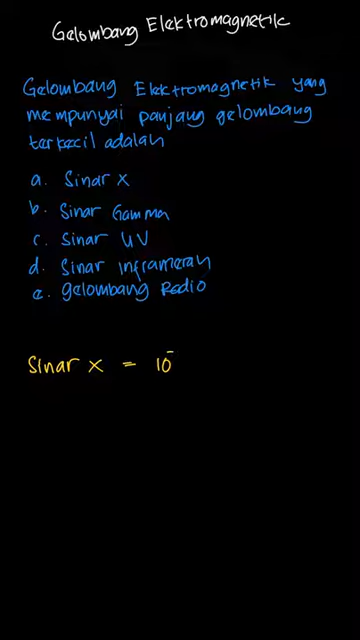 Gelombang Elektromagnetik
Gelombang Elektromagnetik yang
mempunyai panjang gelombang
terkecil adalah
a. Sinar X
b. Sinar Gamma
c. Sinar UV
d. Sinar Inframerah
e. Gelombang Radio
Sinar X = 10⁻